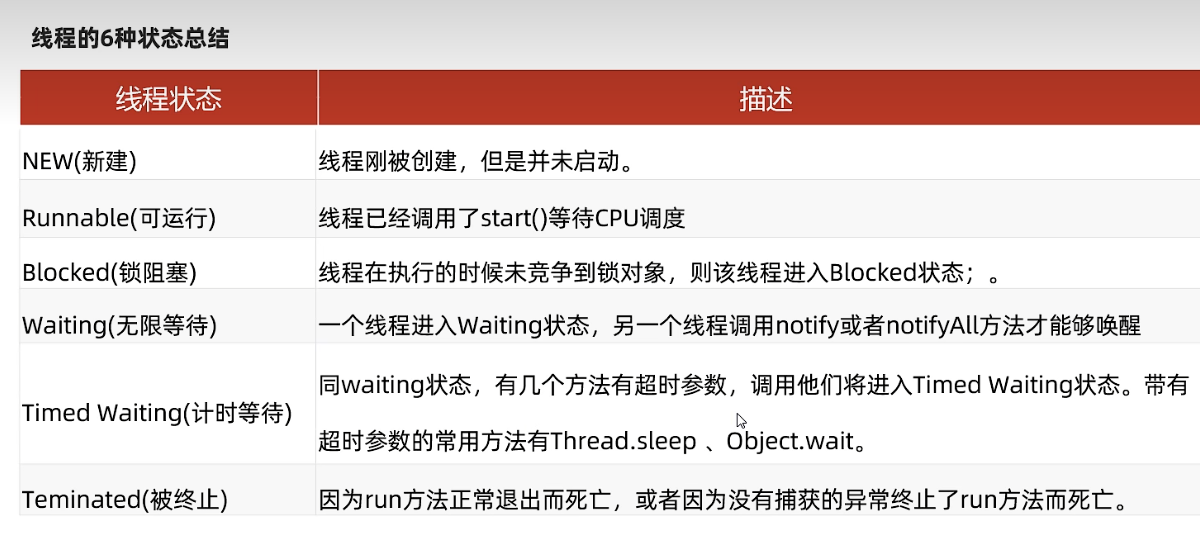 线程的6种状态总结
线程状态
描述
NEW(新建)
线程刚被创建，但是并未启动。
Runnable(可运行)
线程已经调用了start()等待CPU调度
Blocked(锁阻塞)
线程在执行的时候未竞争到锁对象，则该线程进入Blocked状态；。
Waiting(无限等待)
一个线程进入Waiting状态，另一个线程调用notify或者notifyAll方法才能够唤醒
Timed Waiting(计时等待)
同waiting状态，有几个方法有超时参数，调用他们将进入Timed Waiting状态。带有
超时参数的常用方法有Thread.sleep 、Object.wait。
Teminated(被终止)
因为run方法正常退出而死亡，或者因为没有捕获的异常终止了run方法而死亡。